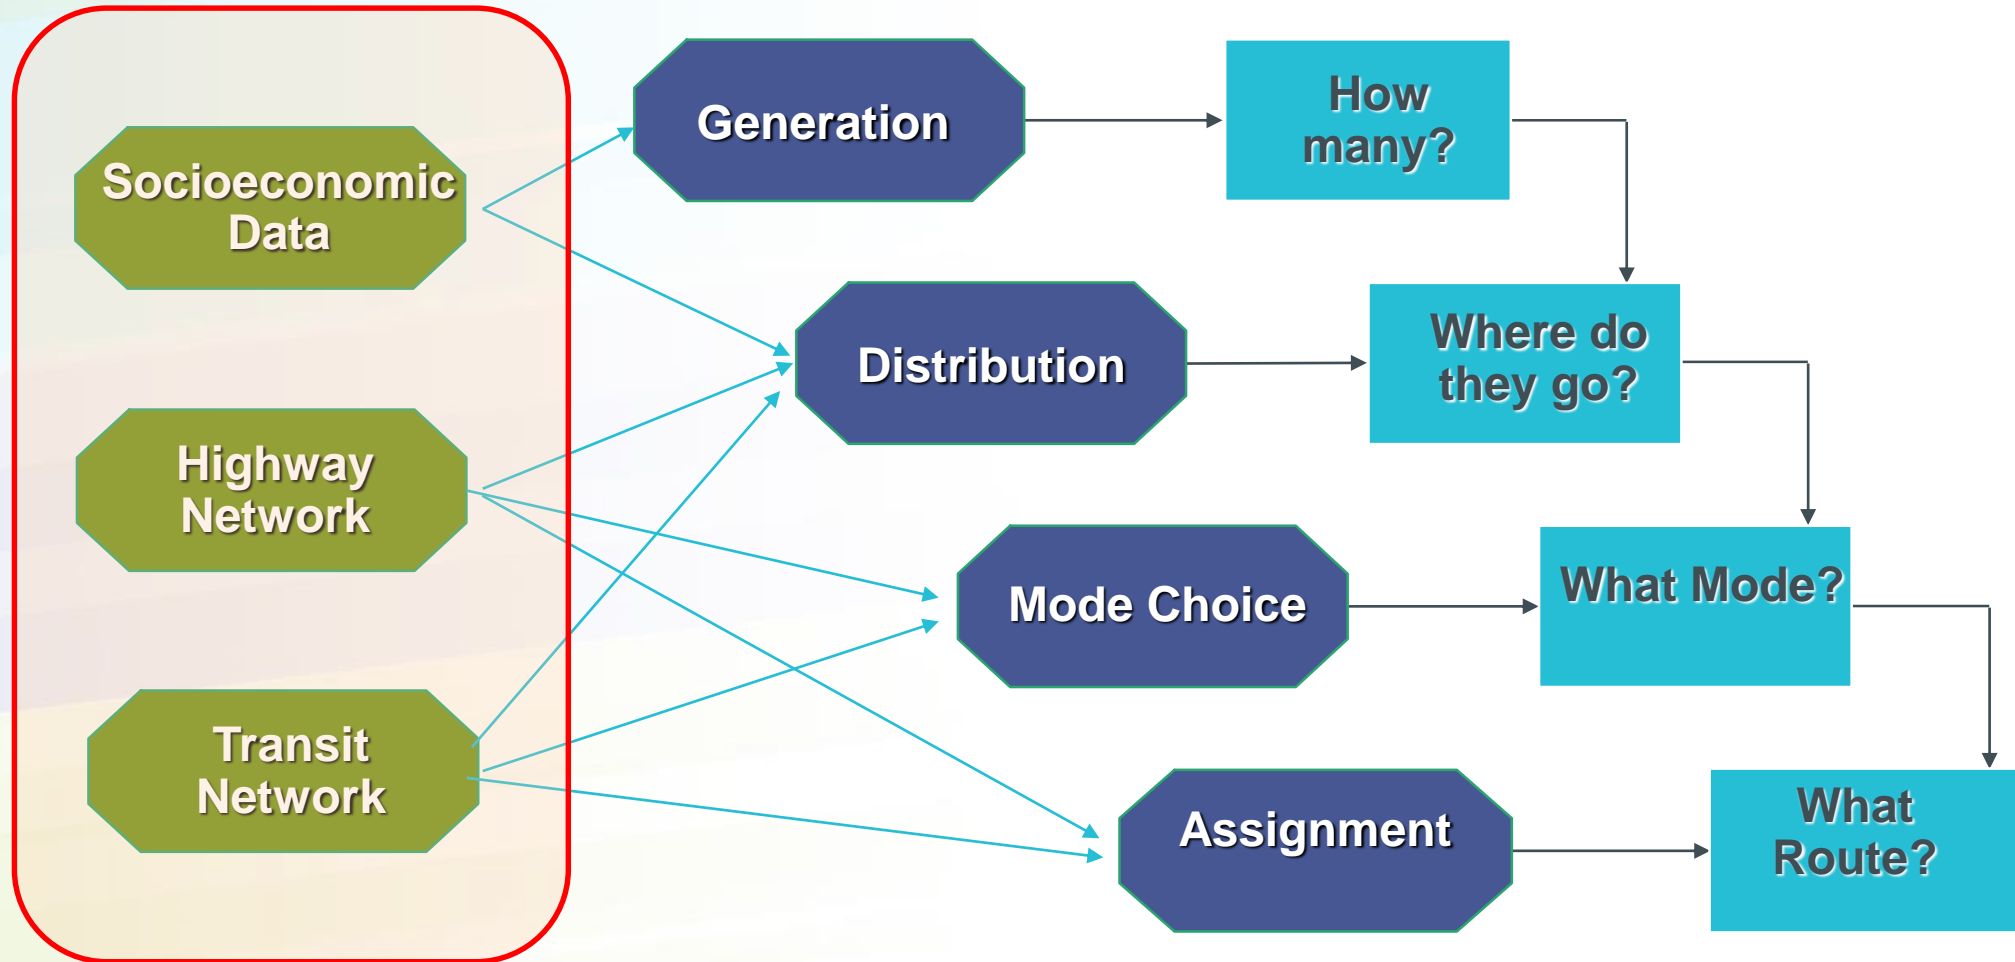 Socioeconomic
Data
Highway
Network
Transit
Network
Generation
Distribution
Mode Choice
Assignment
How
many?
Where do
they go?
What Mode?
What
Route?